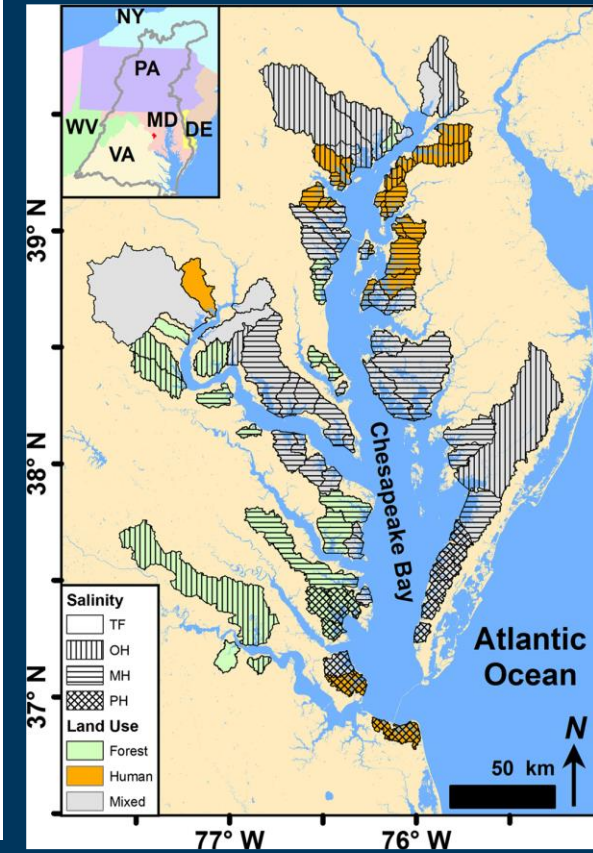 NY
PA
WV
MD
DE
VA
39° N
38° N
37° N
Chesapeake Bay
Atlantic
Ocean
Salinity
TF
OH
MH
PH
Land Use
Forest
Human
Mixed
N
50 km
77° W
76° W